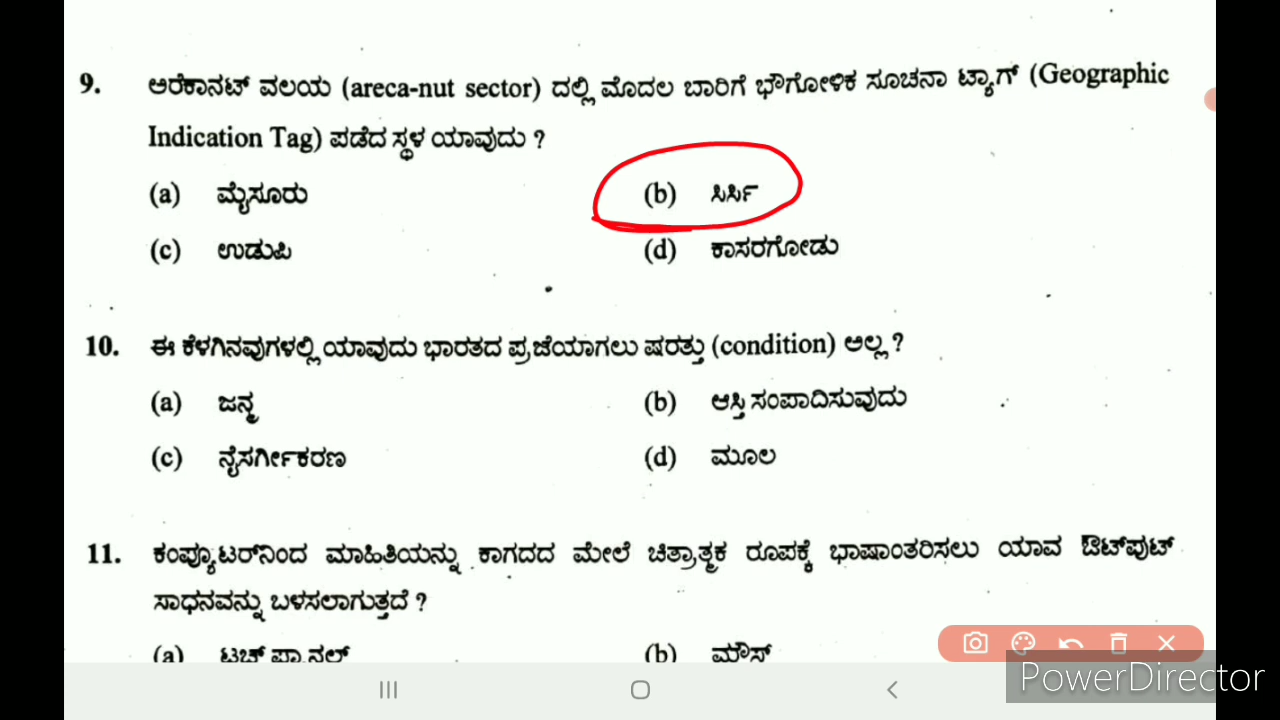 9. ಅರೆಕಾನಟ್ ವಲಯ (areca-nut sector) ದಲ್ಲಿ ಮೊದಲ ಬಾರಿಗೆ ಭೌಗೋಳಿಕ ಸೂಚನಾ ಟ್ಯಾಗ್ (Geographic
Indication Tag) ಪಡೆದ ಸ್ಥಳ ಯಾವುದು ?
(a) ಮೈಸೂರು (b) ಸಿರ್ಸಿ
(c) ಉಡುಪಿ (d) ಕಾಸರಗೋಡು
10. ಈ ಕೆಳಗಿನವುಗಳಲ್ಲಿ ಯಾವುದು ಭಾರತದ ಪ್ರಜೆಯಾಗಲು ಷರತ್ತು (condition) ಅಲ್ಲ ?
(a) ಜನ್ಮ (b) ಆಸ್ತಿ ಸಂಪಾದಿಸುವುದು
(c) ನೈಸರ್ಗೀಕರಣ (d) ಮೂಲ
11. ಕಂಪ್ಯೂಟರ್‌ನಿಂದ ಮಾಹಿತಿಯನ್ನು ಕಾಗದದ ಮೇಲೆ ಚಿತ್ರಾತ್ಮಕ ರೂಪಕ್ಕೆ ಭಾಷಾಂತರಿಸಲು ಯಾವ ಔಟ್‌ಪುಟ್
ಸಾಧನವನ್ನು ಬಳಸಲಾಗುತ್ತದೆ ?
(a) ಟಚ್ ಪ್ಯಾನಲ್ (b) ಮೌಸ್
PowerDirector